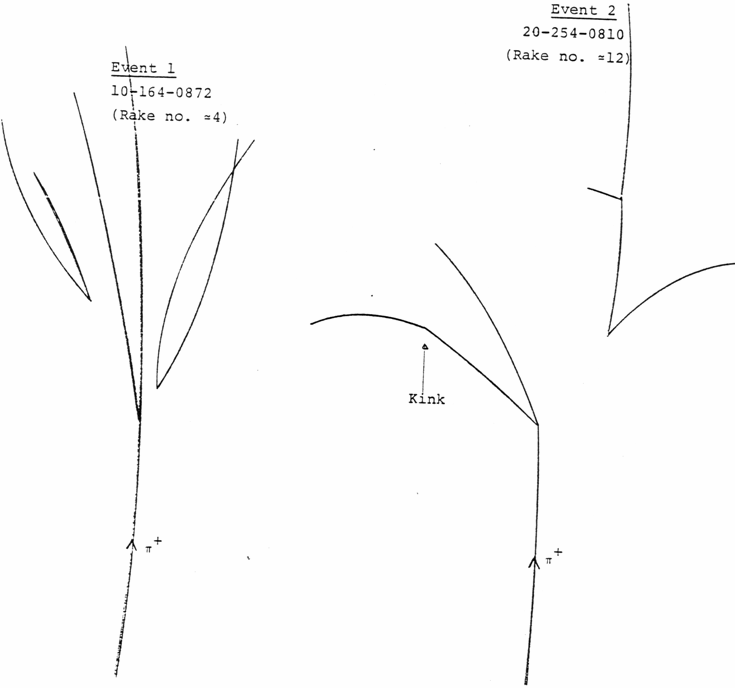 Event 1
10-164-0872
(Rake no. ≃4)
π+
Event 2
20-254-0810
(Rake no. ≃12)
Kink
π+